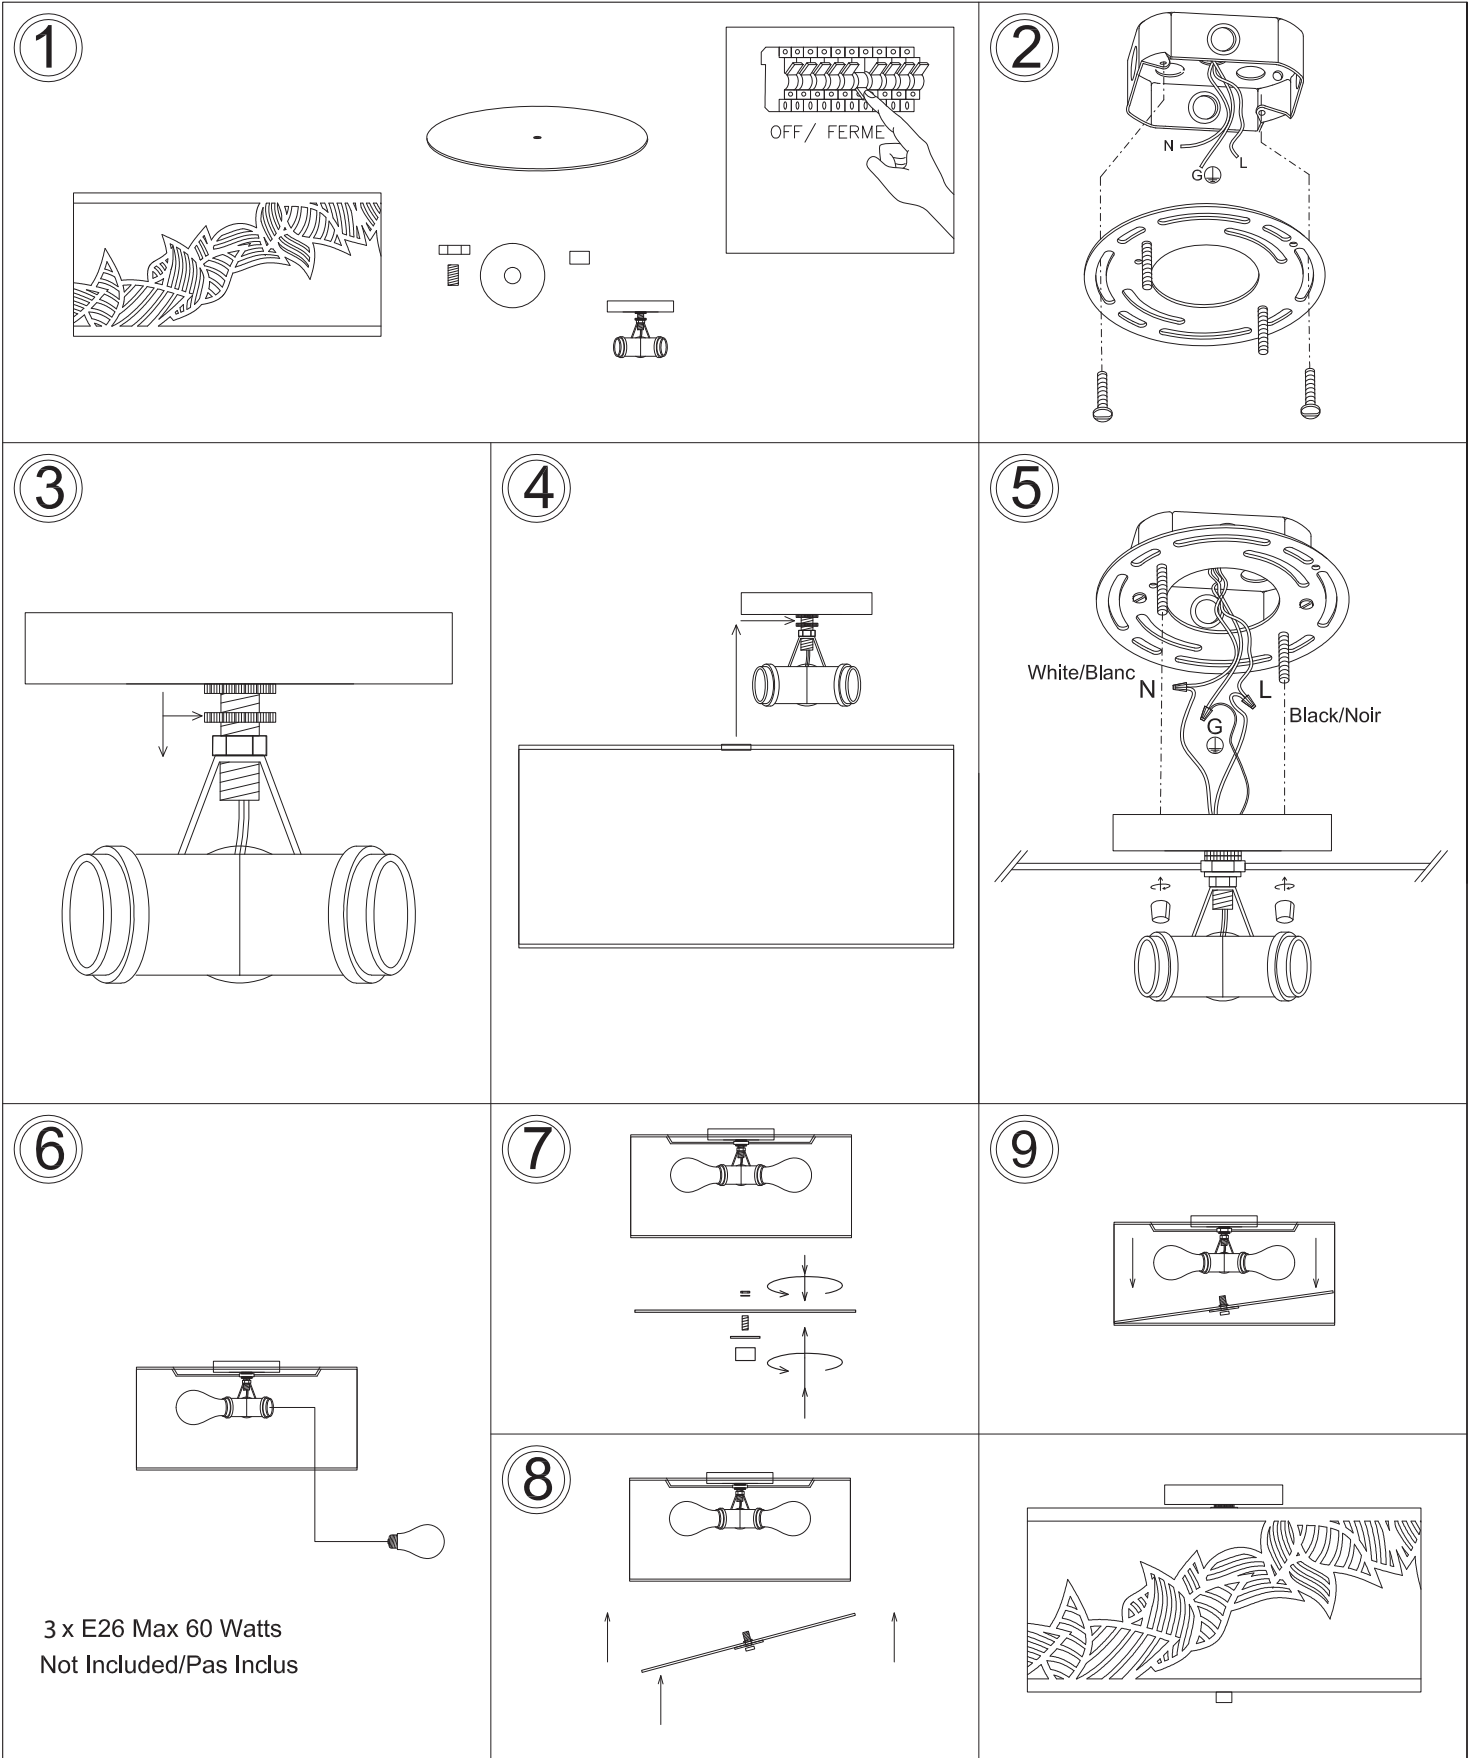 1
OFF/ FERME
2
N
G
L
3
4
5
White/Blanc
N
L
Black/Noir
G
6
3 x E26 Max 60 Watts
Not Included/Pas Inclus
7
8
9